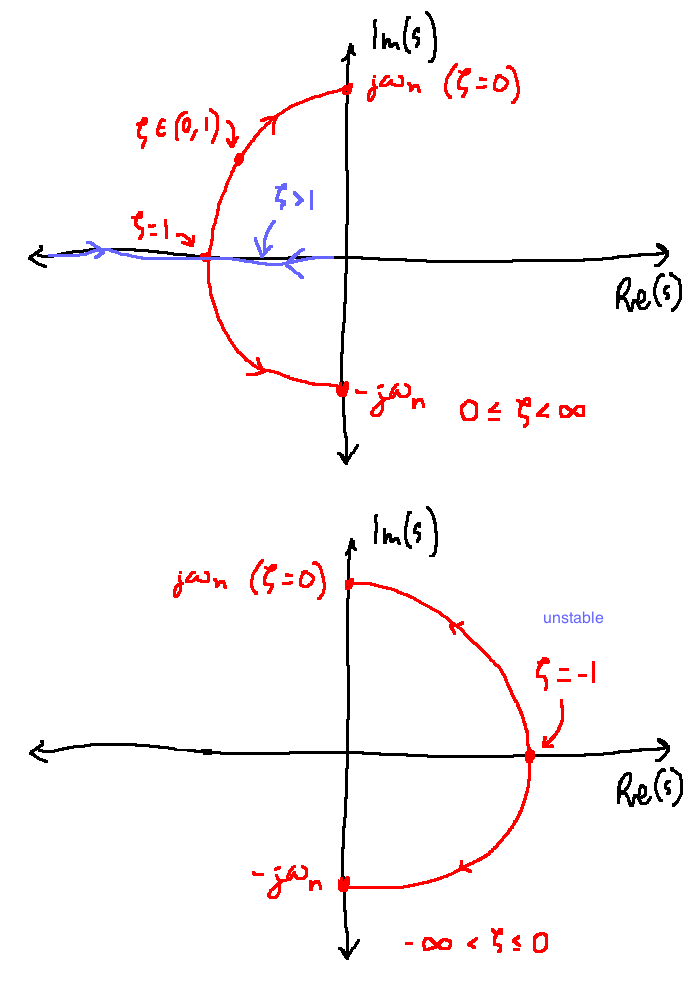 Im(s)
jωn (ζ=0)
ζ∈(0,1)
ζ>1
ζ=1
Re(s)
-jωn
0 ≤ ζ < ∞
Im(s)
jωn (ζ=0)
unstable
ζ=-1
Re(s)
-jωn
-∞ < ζ ≤ 0